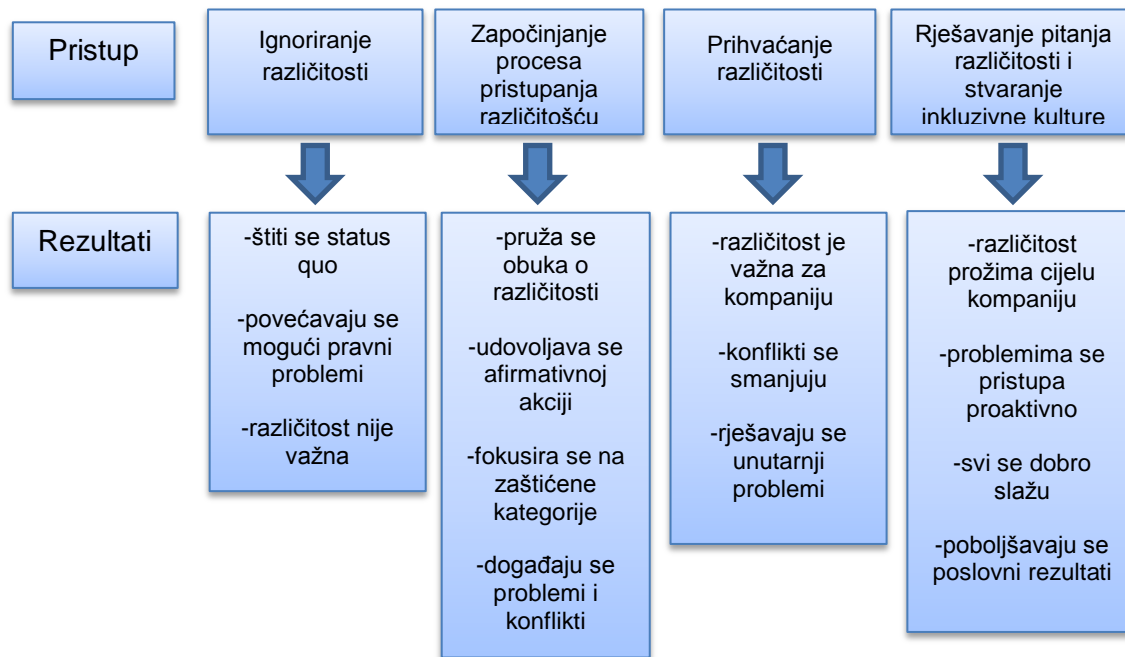 Pristup
Ignoriranje
različitosti
Započinjanje
procesa
pristupanja
različitošću
Prihvaćanje
različitosti
Rješavanje pitanja
različitosti i
stvaranje
inkluzivne kulture
Rezultati
-štiti se status
quo
-povećavaju se
mogući pravni
problemi
-različitost nije
važna
-pruža se
obuka o
različitosti
-udovoljava se
afirmativnoj
akciji
-fokusira se na
zaštićene
kategorije
-događaju se
problemi i
konflikti
-različitost je
važna za
kompaniju
-konflikti se
smanjuju
-rješavaju se
unutarnji
problemi
-različitost
prožima cijelu
kompaniju
-problemima se
pristupa
proaktivno
-svi se dobro
slažu
-poboljšavaju se
poslovni rezultati